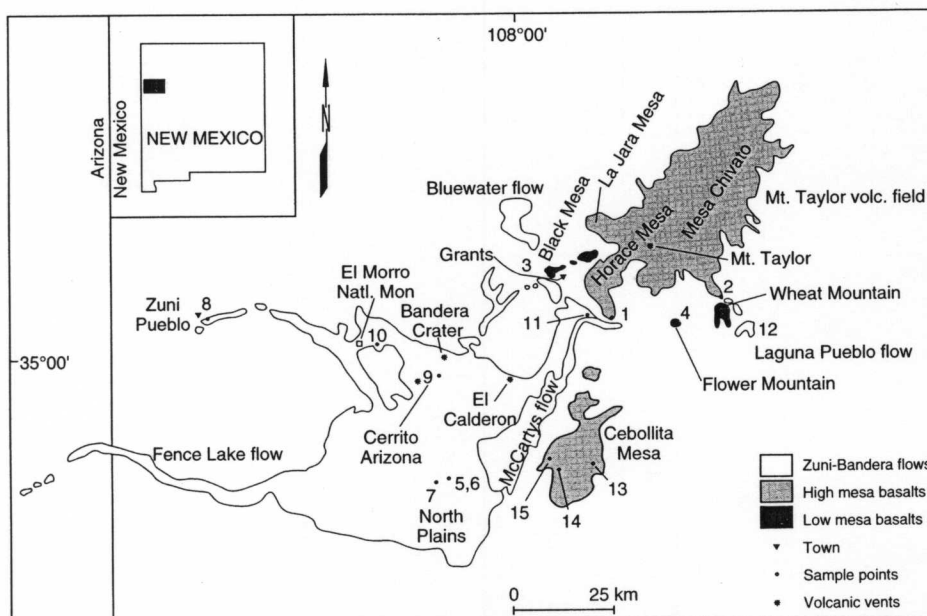 108°00'
Arizona
New Mexico
NEW MEXICO
N
Bluewater flow
Black Mesa
La Jara Mesa
Horace Mesa
Mesa Chivato
Mt. Taylor volc. field
Mt. Taylor
Grants
3
El Morro
Natl. Mon
Zuni
Pueblo
8
10
Bandera
Crater
11
1
4
2
Wheat Mountain
12
Laguna Pueblo flow
Flower Mountain
35°00'
9
Cerrito
Arizona
El
Calderon
McCartys flow
Cebollita
Mesa
Fence Lake flow
7
5,6
North
Plains
15
14
13
Zuni-Bandera flows
High mesa basalts
Low mesa basalts
Town
Sample points
Volcanic vents
0
25 km